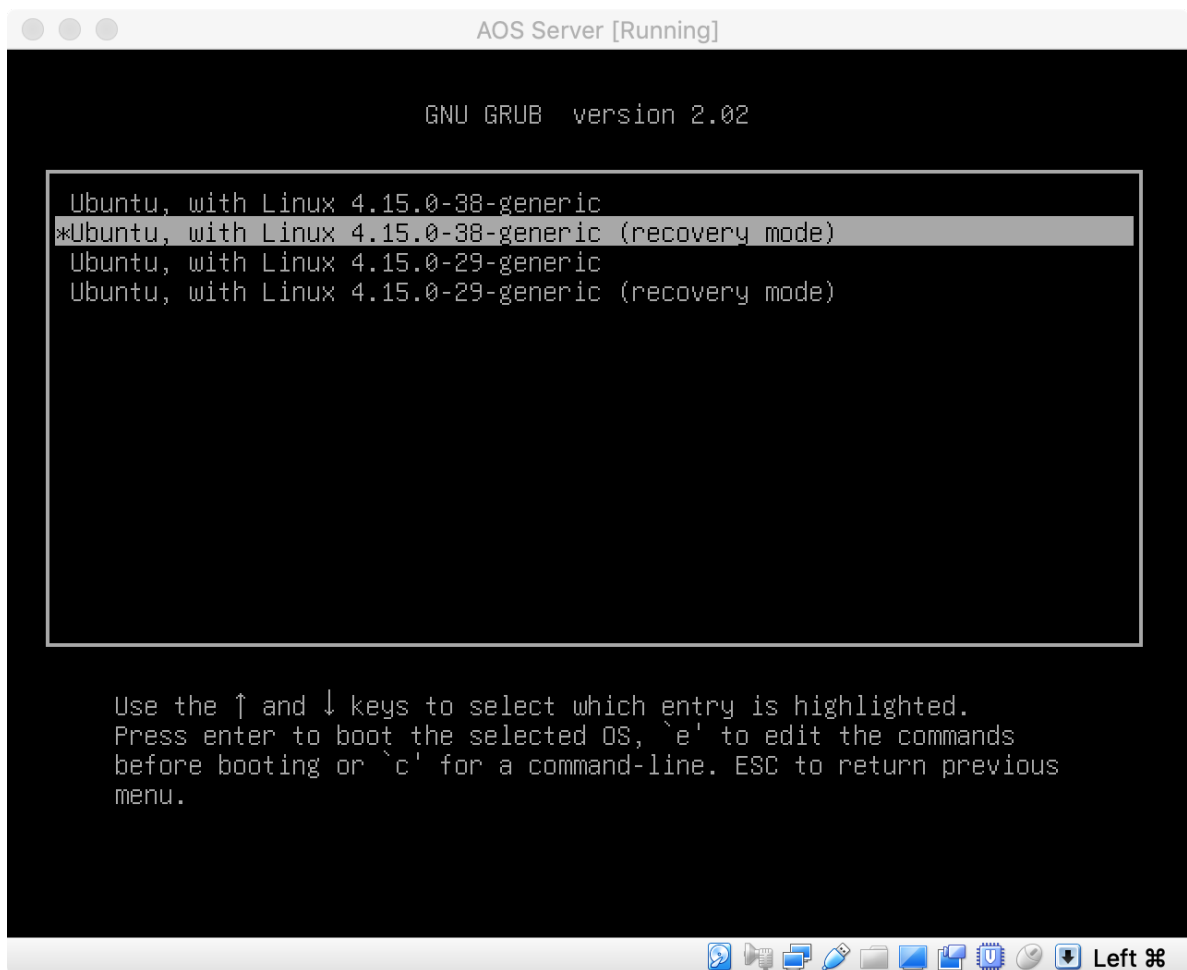 AOS Server [Running]
GNU GRUB  version 2.02
Ubuntu, with Linux 4.15.0-38-generic
*Ubuntu, with Linux 4.15.0-38-generic (recovery mode)
Ubuntu, with Linux 4.15.0-29-generic
Ubuntu, with Linux 4.15.0-29-generic (recovery mode)
Use the ↑ and ↓ keys to select which entry is highlighted.
Press enter to boot the selected OS, `e' to edit the commands
before booting or `c' for a command-line. ESC to return previous
menu.
Left ⌘